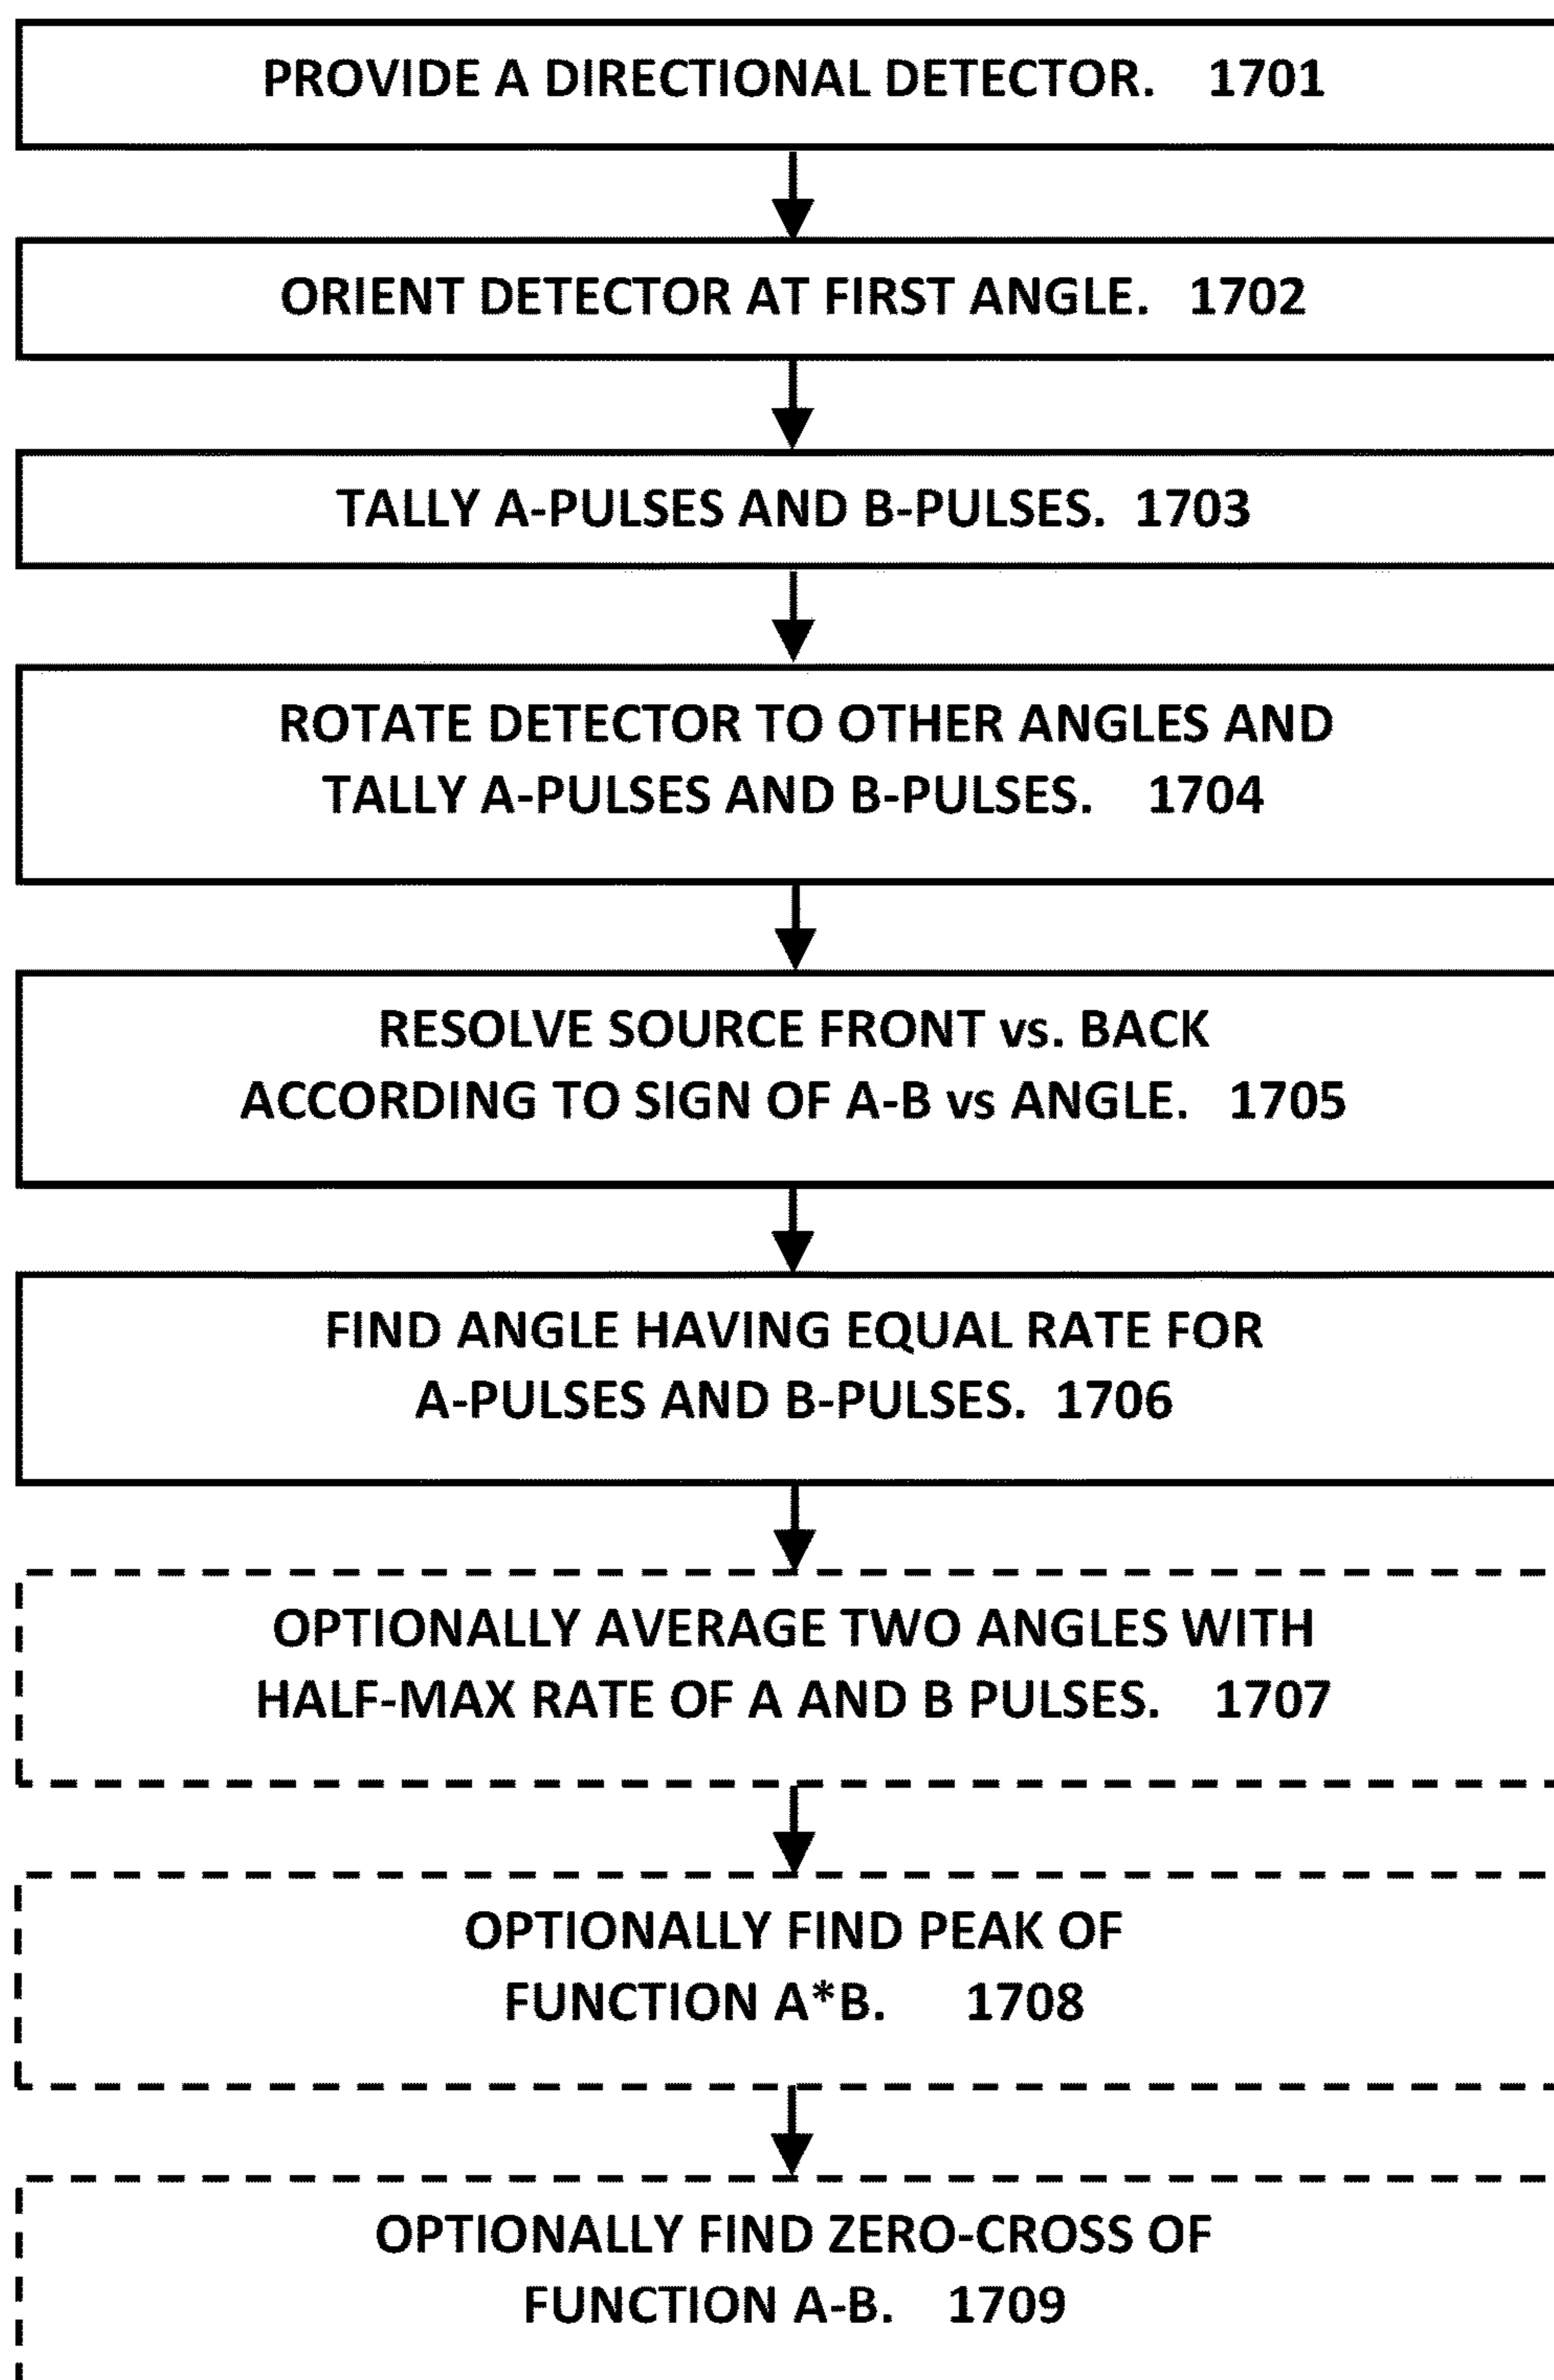 PROVIDE A DIRECTIONAL DETECTOR. 1701
ORIENT DETECTOR AT FIRST ANGLE. 1702
TALLY A-PULSES AND B-PULSES. 1703
ROTATE DETECTOR TO OTHER ANGLES AND
TALLY A-PULSES AND B-PULSES. 1704
RESOLVE SOURCE FRONT vs. BACK
ACCORDING TO SIGN OF A-B vs ANGLE. 1705
FIND ANGLE HAVING EQUAL RATE FOR
A-PULSES AND B-PULSES. 1706
OPTIONALLY AVERAGE TWO ANGLES WITH
HALF-MAX RATE OF A AND B PULSES. 1707
OPTIONALLY FIND PEAK OF
FUNCTION A*B. 1708
OPTIONALLY FIND ZERO-CROSS OF
FUNCTION A-B. 1709